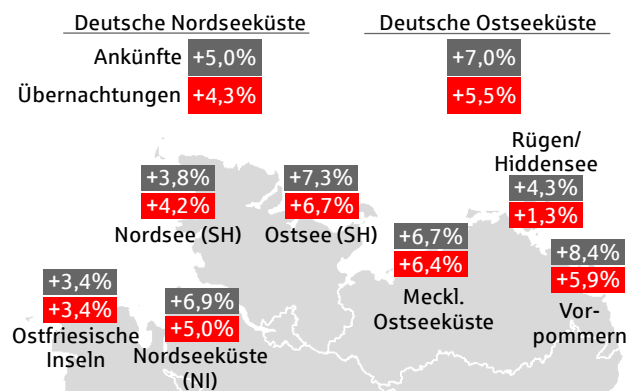 Deutsche Nordseeküste
Deutsche Ostseeküste
Ankünfte +5,0% +7,0%
Übernachtungen +4,3% +5,5%
Rügen/
Hiddensee
+4,3%
+1,3%
+3,8%
+4,2%
Nordsee (SH)
+7,3%
+6,7%
Ostsee (SH)
+6,7%
+6,4%
Meckl.
Ostseeküste
+8,4%
+5,9%
Vor-
pommern
+3,4%
+3,4%
Ostfriesische
Inseln
+6,9%
+5,0%
Nordseeküste
(NI)